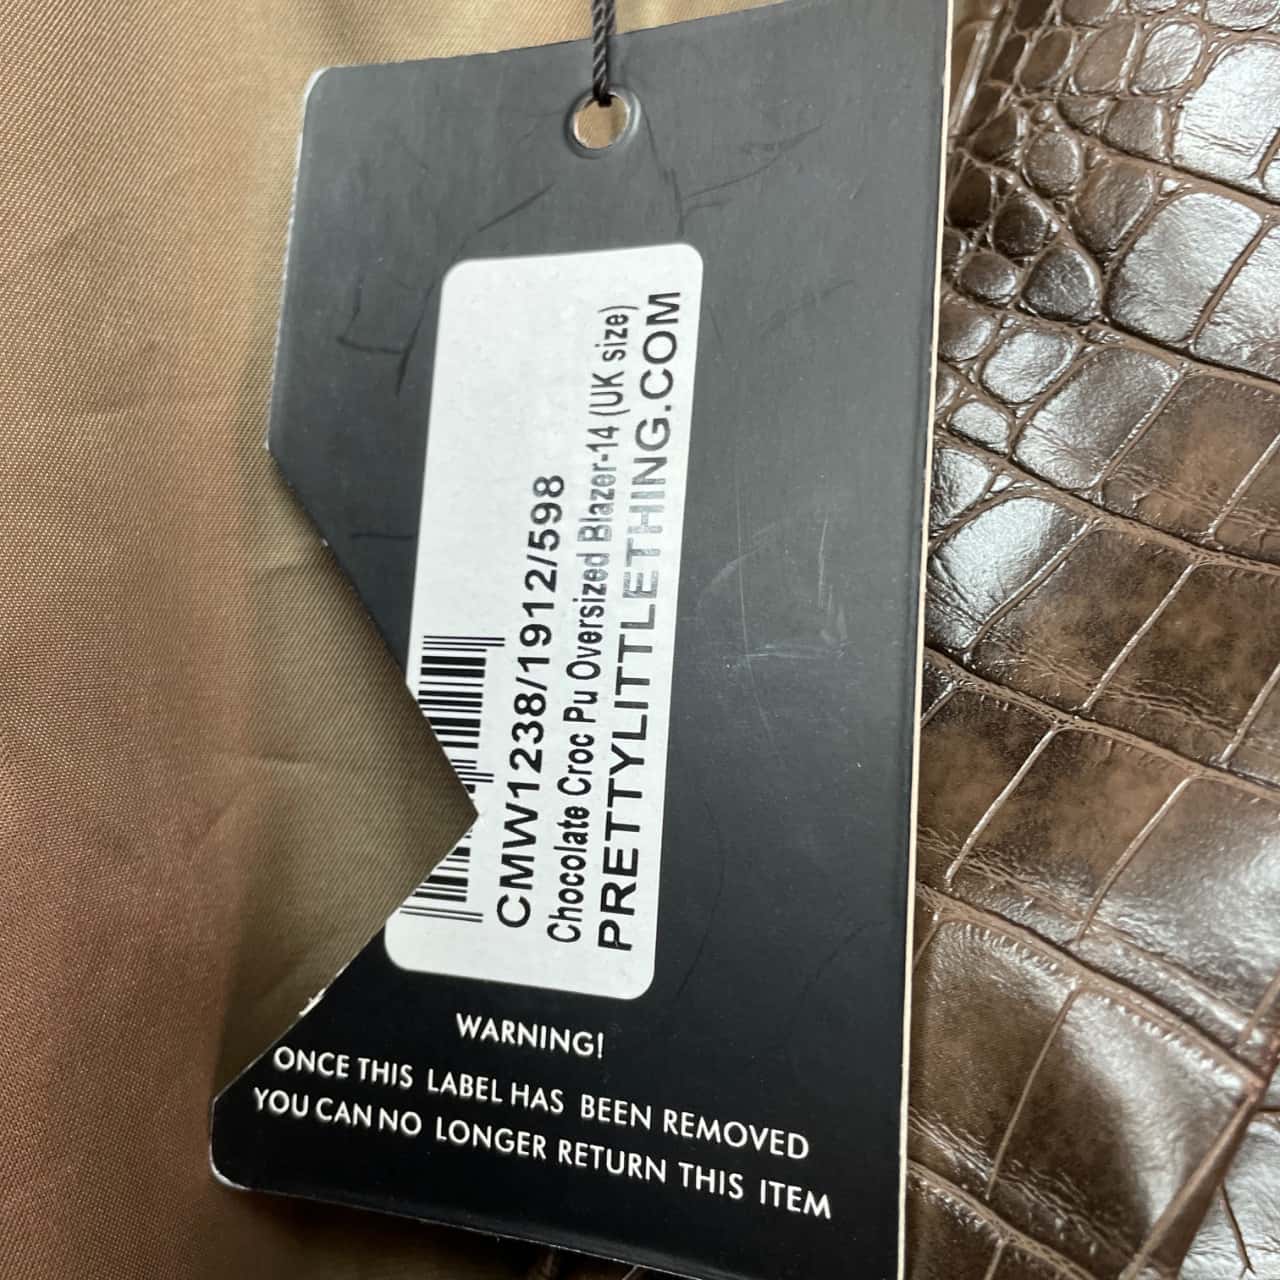 CMW1238/1912/598
Chocolate Croc Pu Oversized Blazer-14 (UK size)
PRETTYLITTLETHING.COM
WARNING!
ONCE THIS LABEL HAS BEEN REMOVED
YOU CAN NO LONGER RETURN THIS ITEM